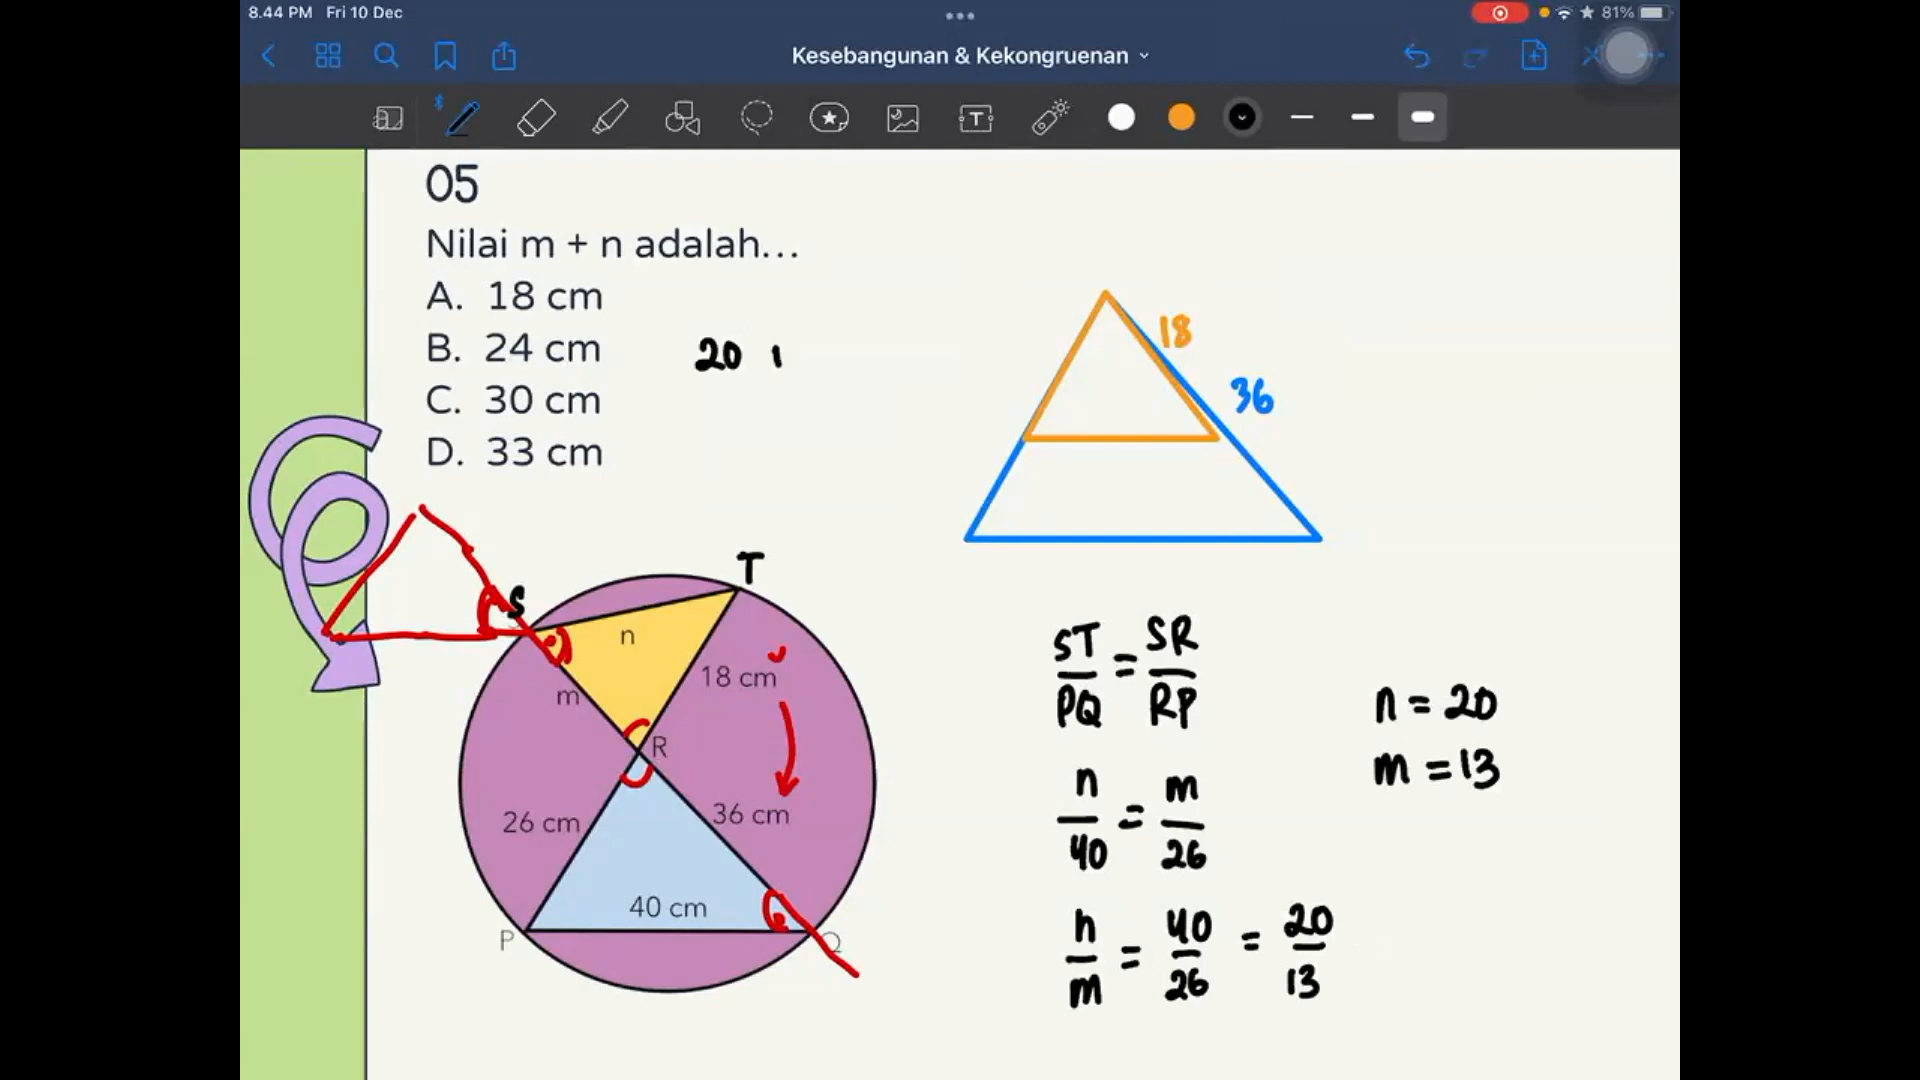 8.44 PM Fri 10 Dec
81%
Kesebangunan & Kekongruenan
T
05
Nilai m + n adalah...
A. 18 cm
B. 24 cm
C. 30 cm
D. 33 cm
20 1
18
36
S
T
n
m
18 cm
R
26 cm
36 cm
40 cm
P
Q
ST/PQ = SR/RP
n/40 = m/26
n/m = 40/26 = 20/13
n = 20
m = 13